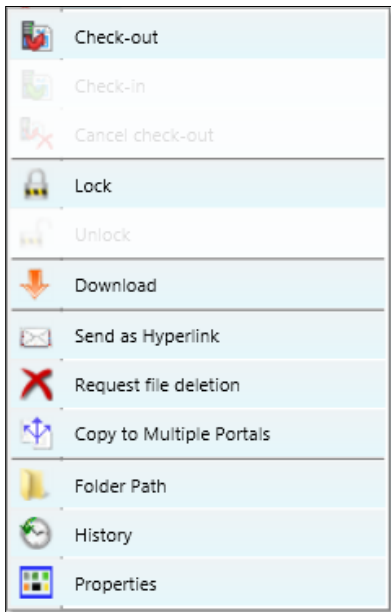 Check-out
Check-in
Cancel check-out
Lock
Unlock
Download
Send as Hyperlink
Request file deletion
Copy to Multiple Portals
Folder Path
History
Properties